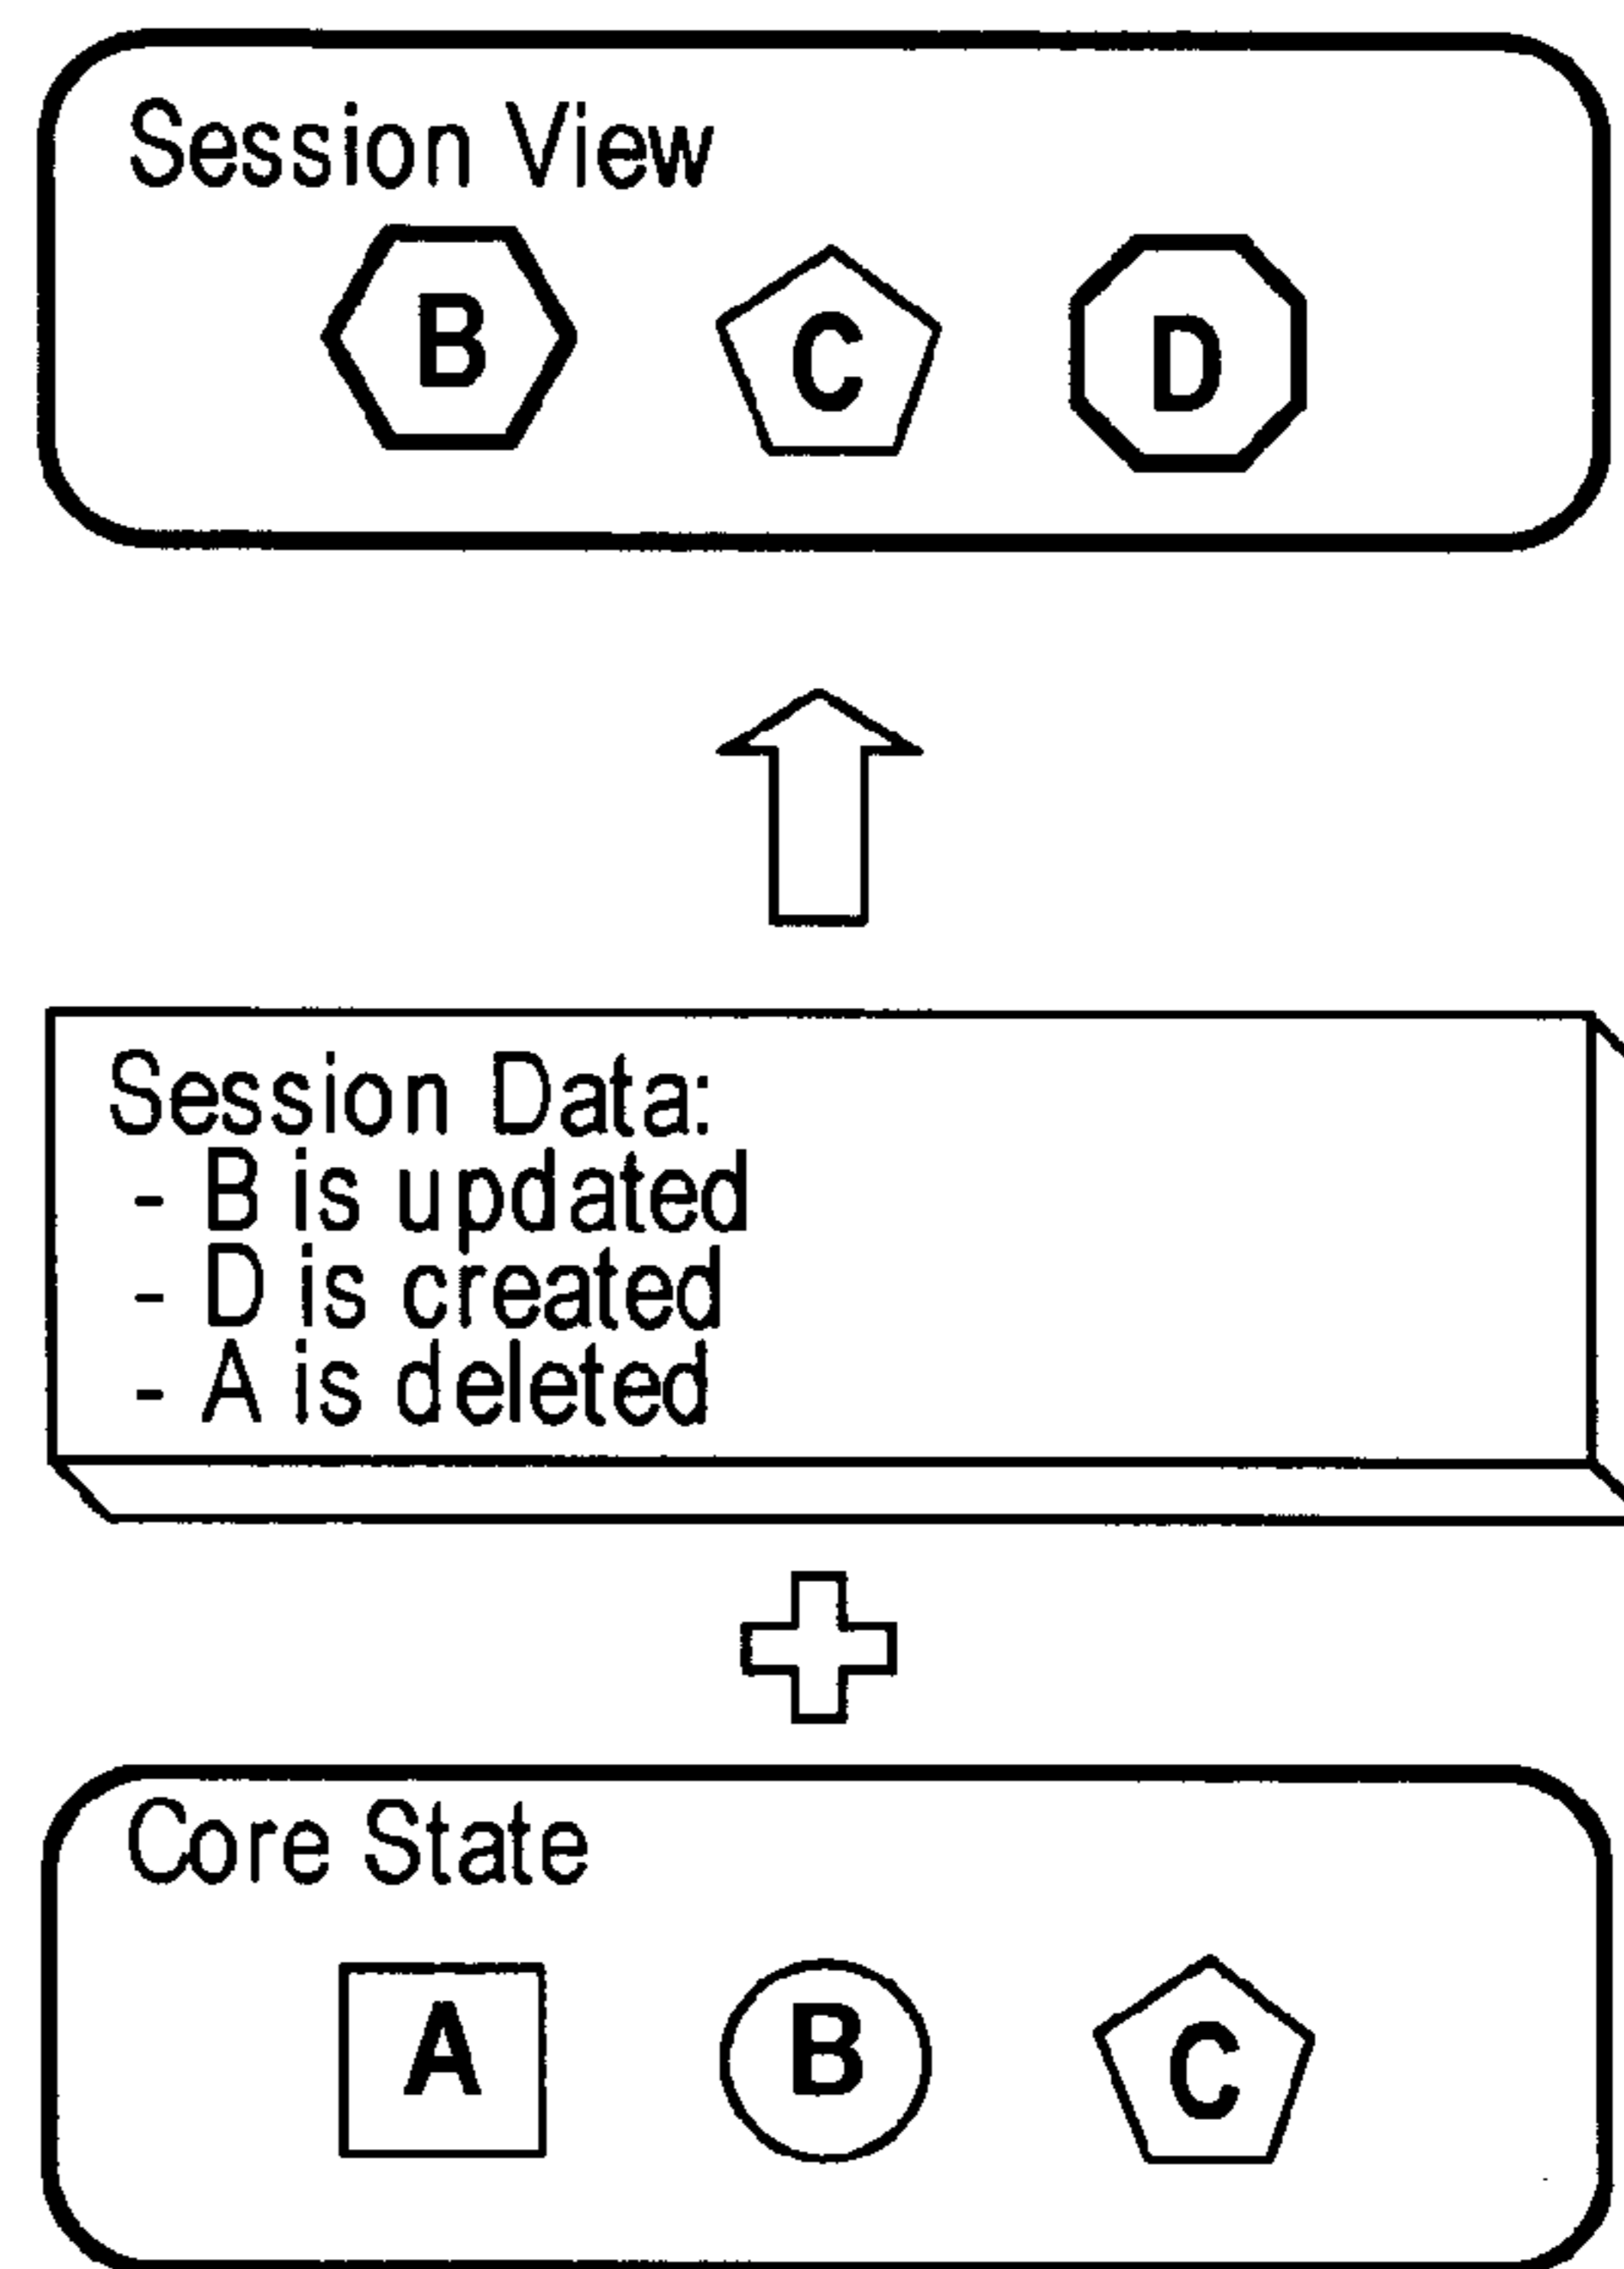 Session View
B C D
Session Data:
- B is updated
- D is created
- A is deleted
Core State
A B C